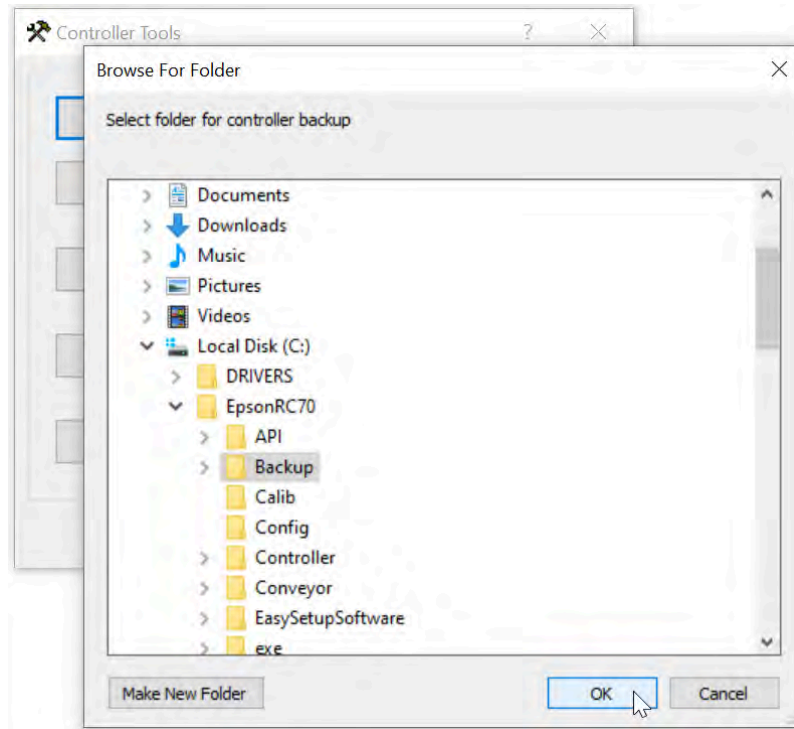 Controller Tools
?
Browse For Folder
Select folder for controller backup
Documents
Downloads
Music
Pictures
Videos
Local Disk (C:)
DRIVERS
EpsonRC70
API
Backup
Calib
Config
Controller
Conveyor
EasySetupSoftware
exe
Make New Folder OK Cancel